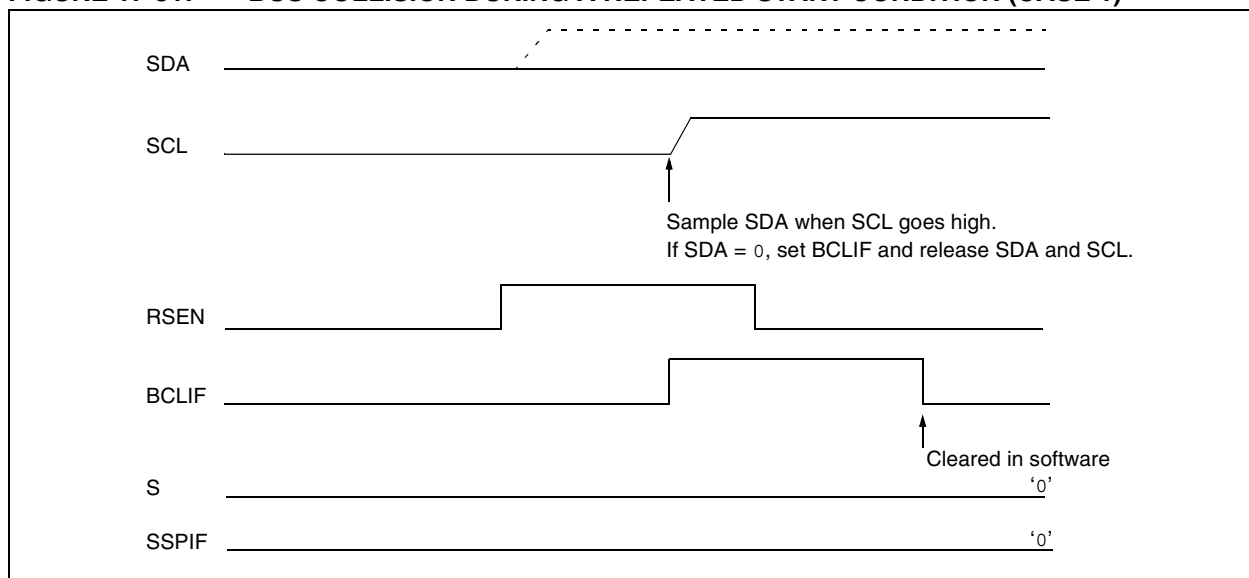 SDA
SCL
Sample SDA when SCL goes high.
If SDA = 0, set BCLIF and release SDA and SCL.
RSEN
BCLIF
Cleared in software
S
‘0’
SSPIF
‘0’